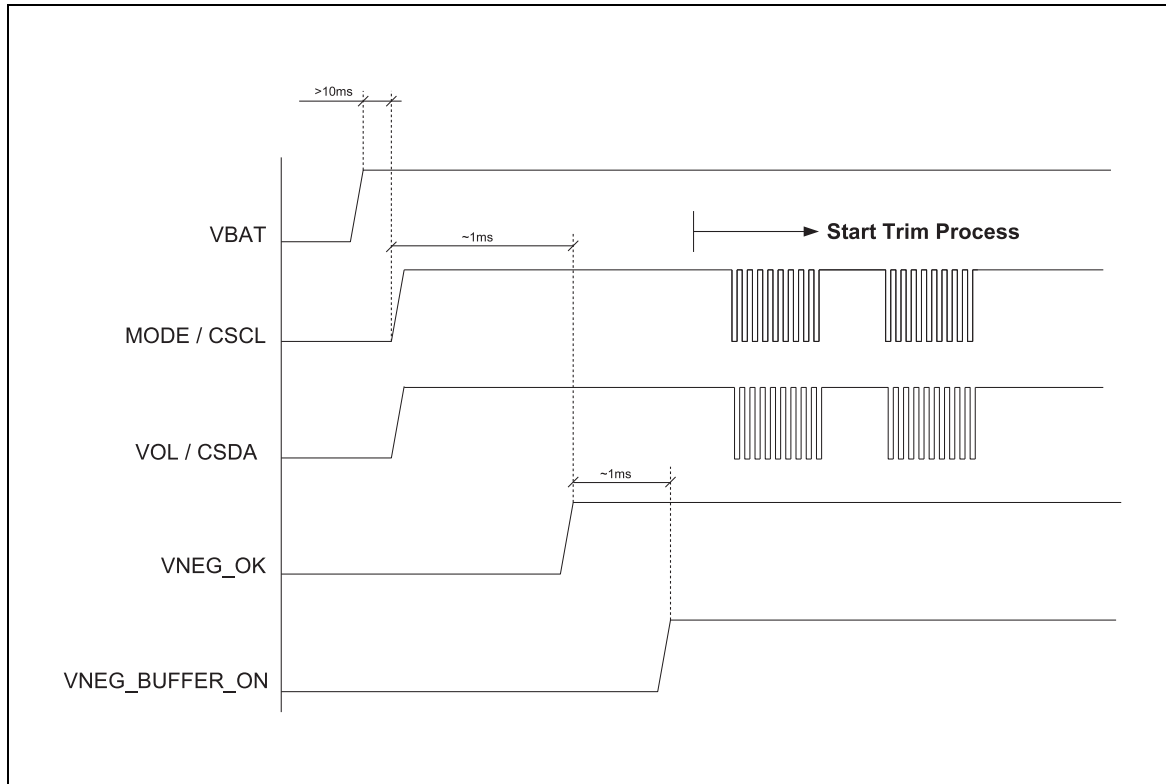 >10ms
VBAT
Start Trim Process
~1ms
MODE / CSCL
VOL / CSDA
~1ms
VNEG_OK
VNEG_BUFFER_ON